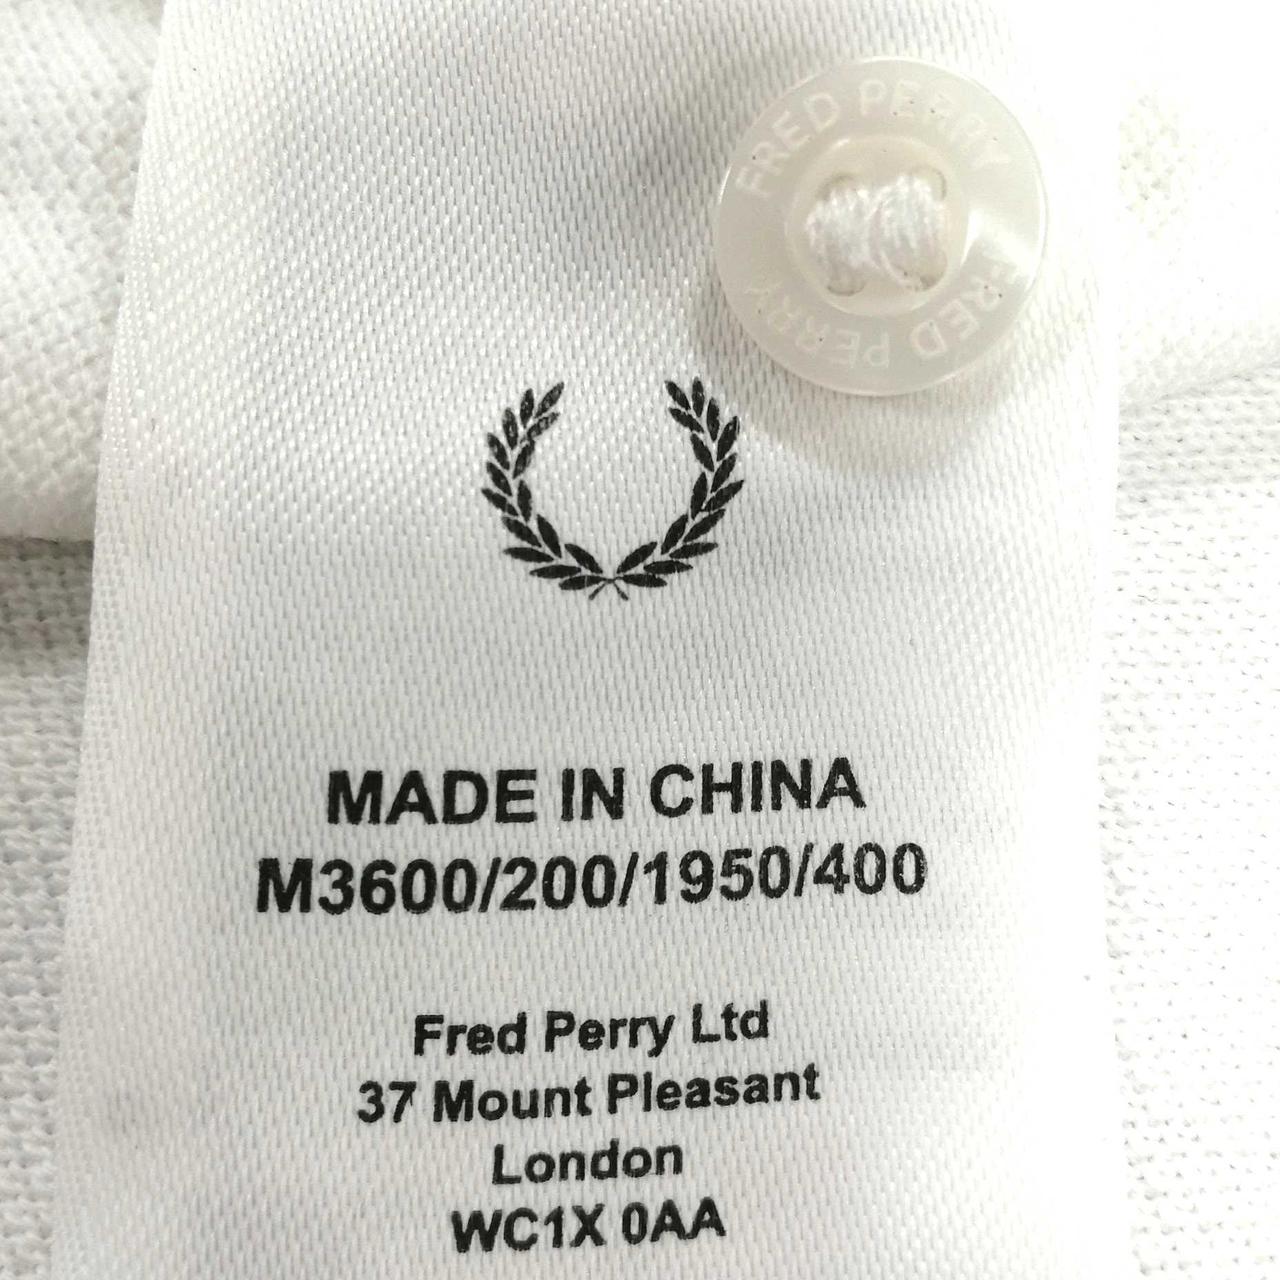 FRED PERRY
FRED PERRY
MADE IN CHINA
M3600/200/1950/400
Fred Perry Ltd
37 Mount Pleasant
London
WC1X 0AA